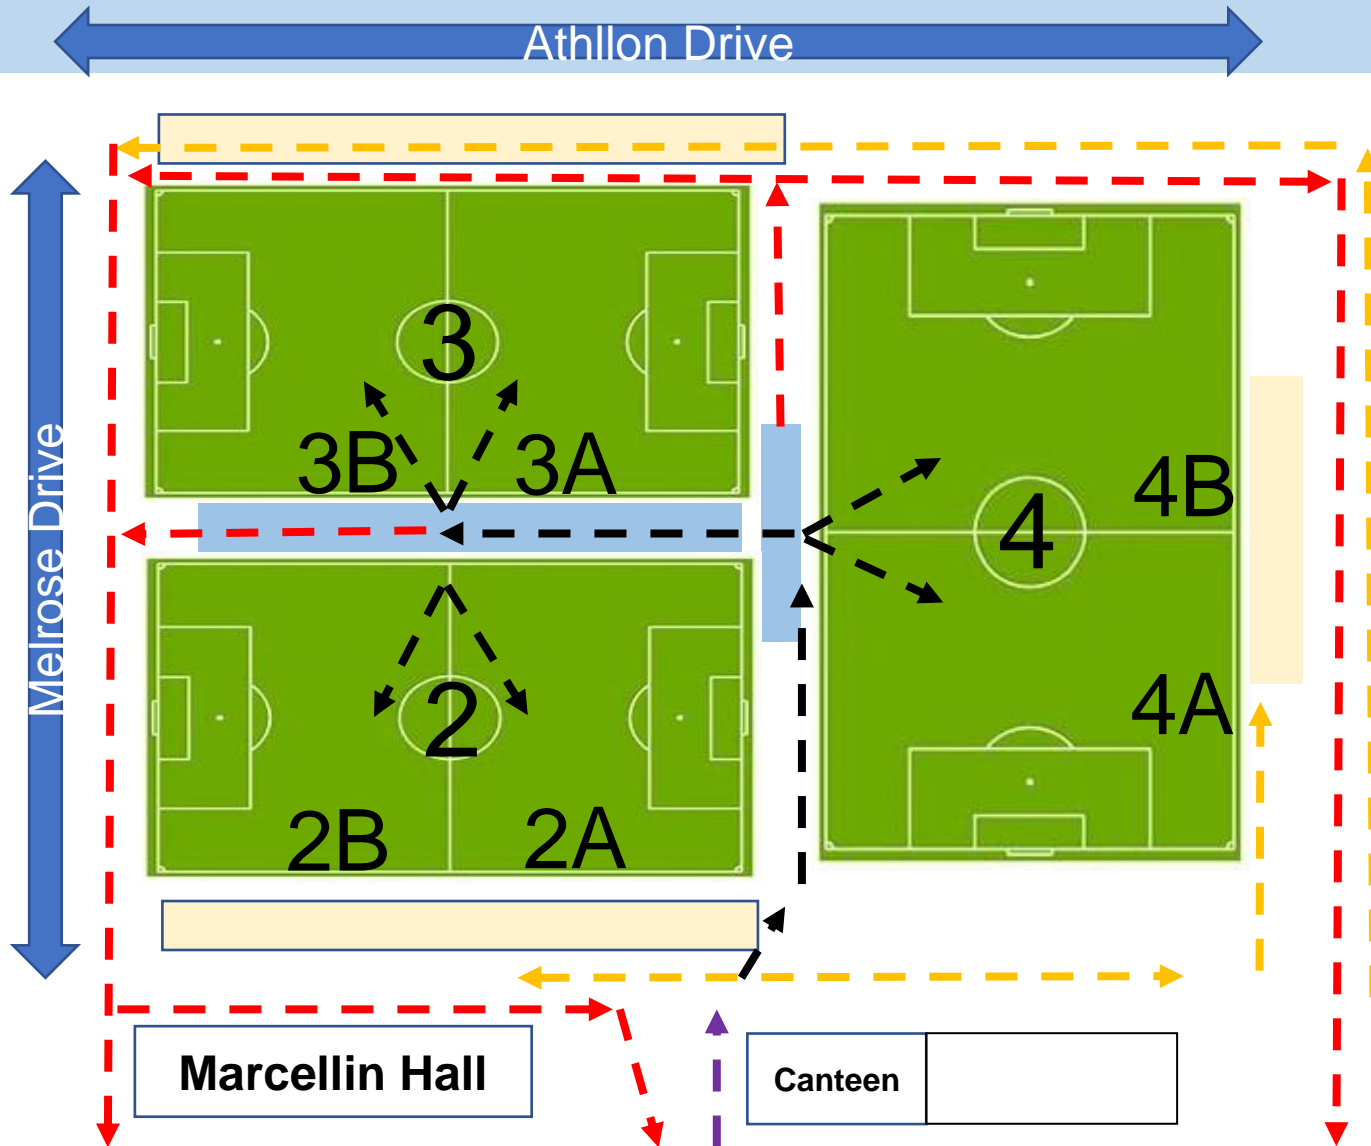 Athllon Drive
Melrose Drive
3
3B
3A
4B
4
4A
2
2B
2A
Marcellin Hall
Canteen